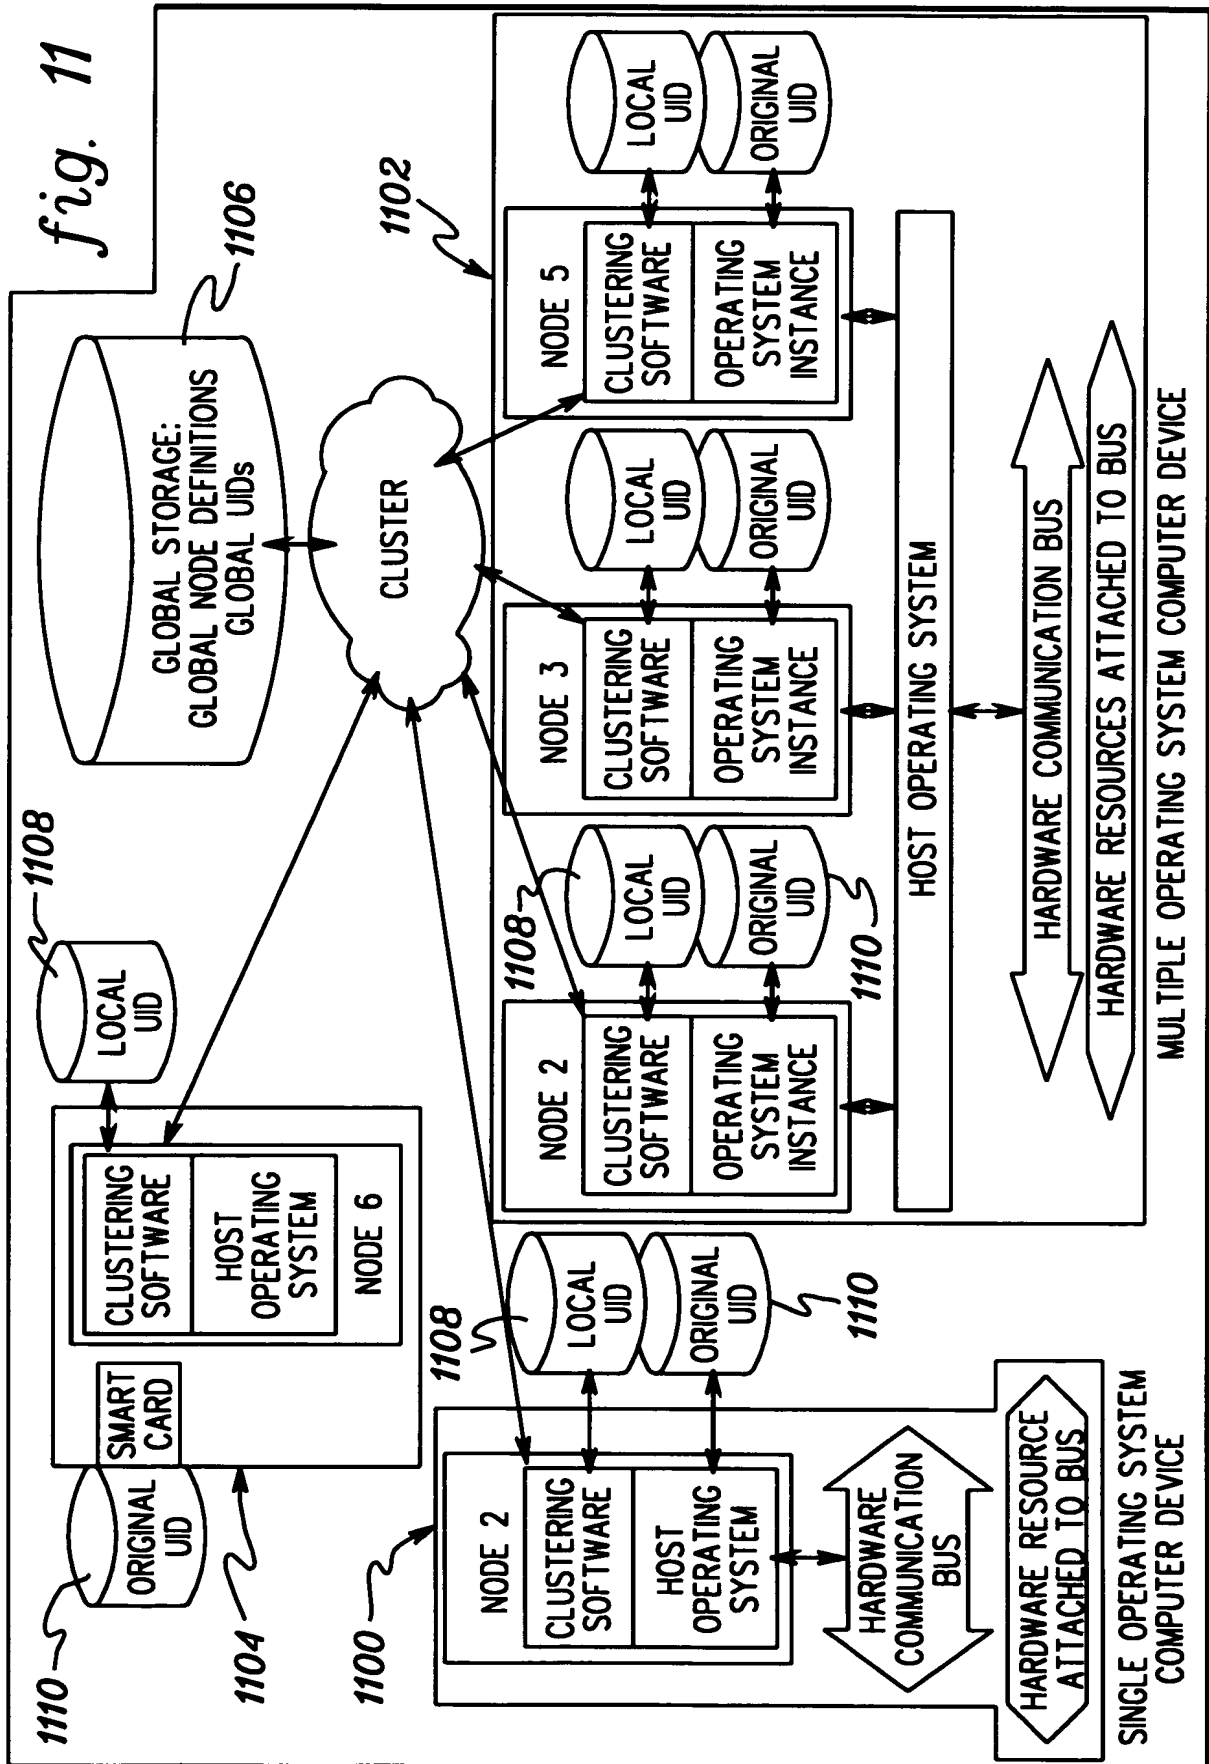 fig. 11
1106
GLOBAL STORAGE:
GLOBAL NODE DEFINITIONS
GLOBAL UIDs
CLUSTER
1108
LOCAL
UID
CLUSTERING
SOFTWARE
HOST
OPERATING
SYSTEM
NODE 6
SMART
CARD
ORIGINAL
UID
1110
1104
1100
NODE 2
CLUSTERING
SOFTWARE
HOST
OPERATING
SYSTEM
1108
LOCAL
UID
ORIGINAL
UID
1110
HARDWARE
COMMUNICATION
BUS
HARDWARE RESOURCE
ATTACHED TO BUS
SINGLE OPERATING SYSTEM
COMPUTER DEVICE
1102
NODE 2
CLUSTERING
SOFTWARE
OPERATING
SYSTEM
INSTANCE
1108
LOCAL
UID
ORIGINAL
UID
1110
NODE 3
CLUSTERING
SOFTWARE
OPERATING
SYSTEM
INSTANCE
LOCAL
UID
ORIGINAL
UID
NODE 5
CLUSTERING
SOFTWARE
OPERATING
SYSTEM
INSTANCE
LOCAL
UID
ORIGINAL
UID
HOST OPERATING SYSTEM
HARDWARE COMMUNICATION BUS
HARDWARE RESOURCES ATTACHED TO BUS
MULTIPLE OPERATING SYSTEM COMPUTER DEVICE